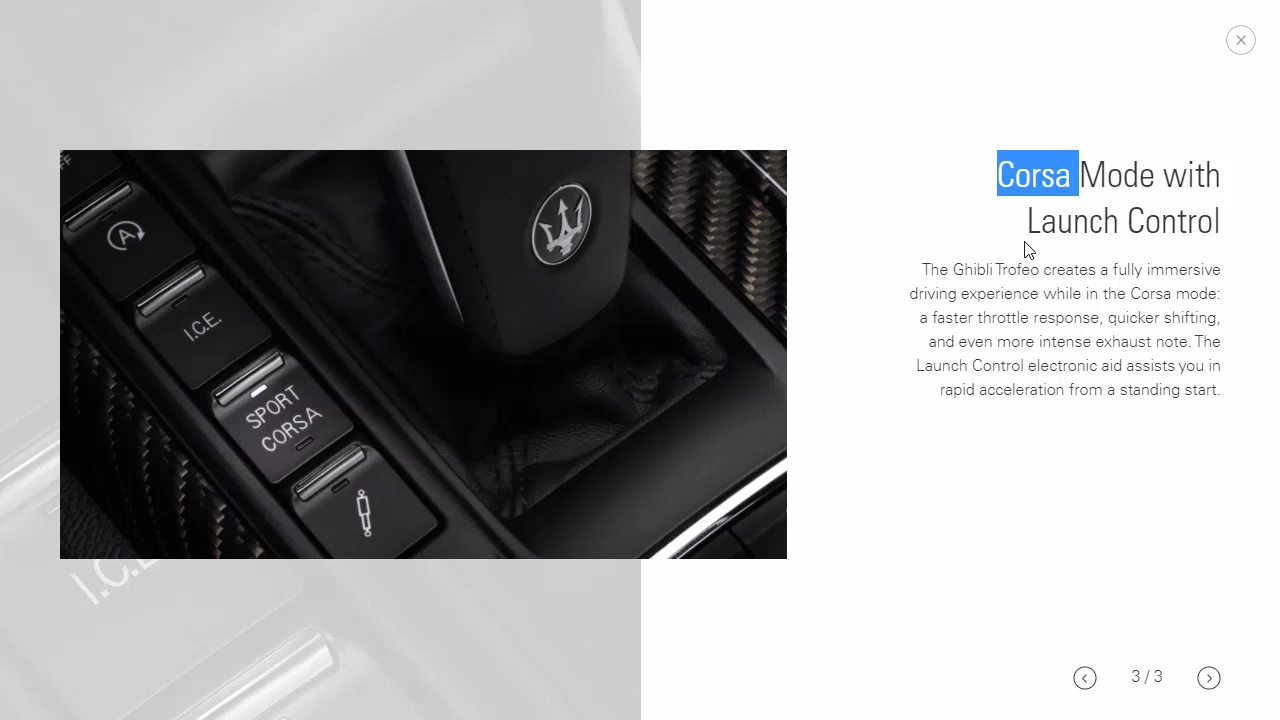 Corsa Mode with
Launch Control
The Ghibli Trofeo creates a fully immersive
driving experience while in the Corsa mode:
a faster throttle response, quicker shifting,
and even more intense exhaust note. The
Launch Control electronic aid assists you in
rapid acceleration from a standing start.
A
I.C.E.
SPORT
CORSA
3 / 3